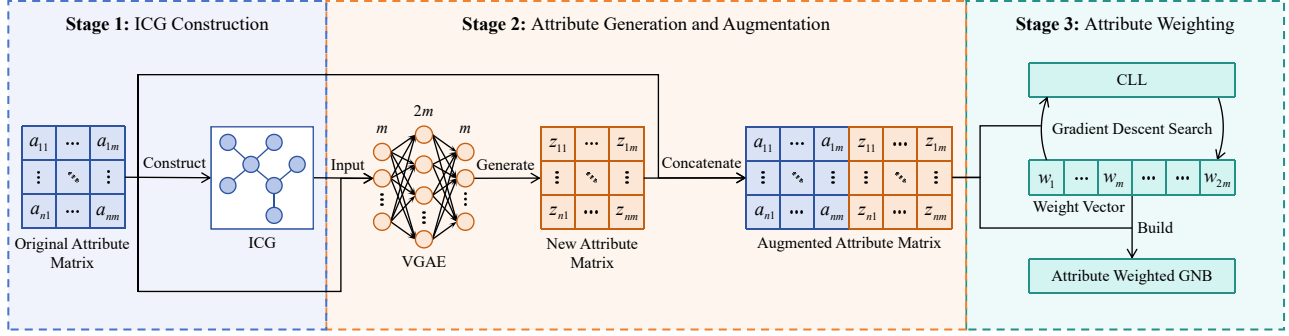 Stage 1: ICG Construction
a11 ... a1m
⋮ ⋱ ⋮
an1 ... anm
Original Attribute
Matrix
Construct
ICG
Stage 2: Attribute Generation and Augmentation
Input
m
2m
m
VGAE
Generate
z11 ... z1m
⋮ ⋱ ⋮
zn1 ... znm
New Attribute
Matrix
Concatenate
a11 ... a1m z11 ... z1m
⋮ ⋱ ⋮ ⋮ ⋱ ⋮
an1 ... anm zn1 ... znm
Augmented Attribute Matrix
Stage 3: Attribute Weighting
CLL
Gradient Descent Search
w1 ... wm ... ... w2m
Weight Vector
Build
Attribute Weighted GNB